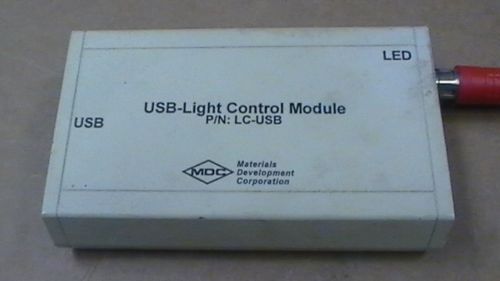 LED
USB-Light Control Module
P/N: LC-USB
USB
MDC
Materials
Development
Corporation